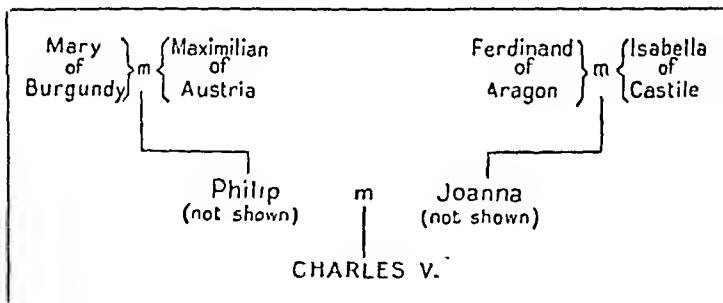 Mary of Burgundy } m { Maximilian of Austria
Ferdinand of Aragon } m { Isabella of Castile
Philip m Joanna
(not shown) (not shown)
CHARLES V.